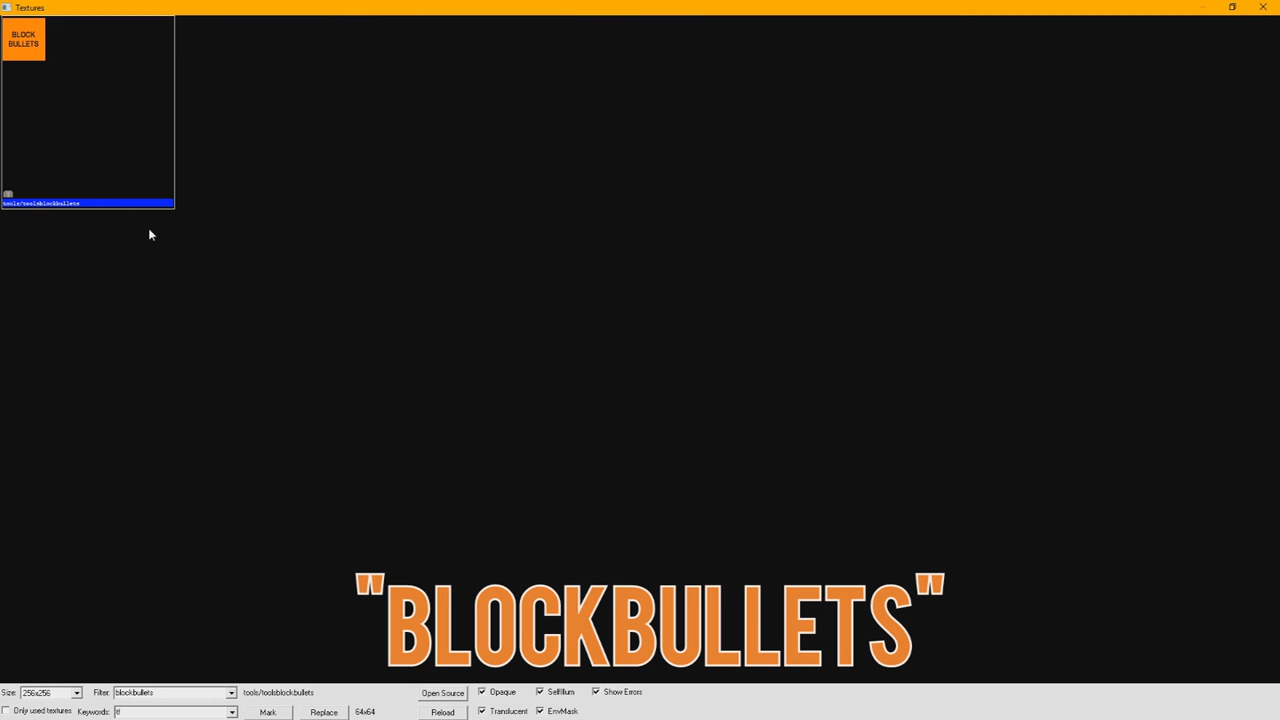 Textures
BLOCK
BULLETS
tools/toolsblockbullets
"BLOCKBULLETS"
Size: 256x256 Filter: blockbullets tools/toolsblockbullets Open Source Opaque SelfIllum Show Errors
Only used textures Keywords: tf Mark Replace 64x64 Reload Translucent EnvMask